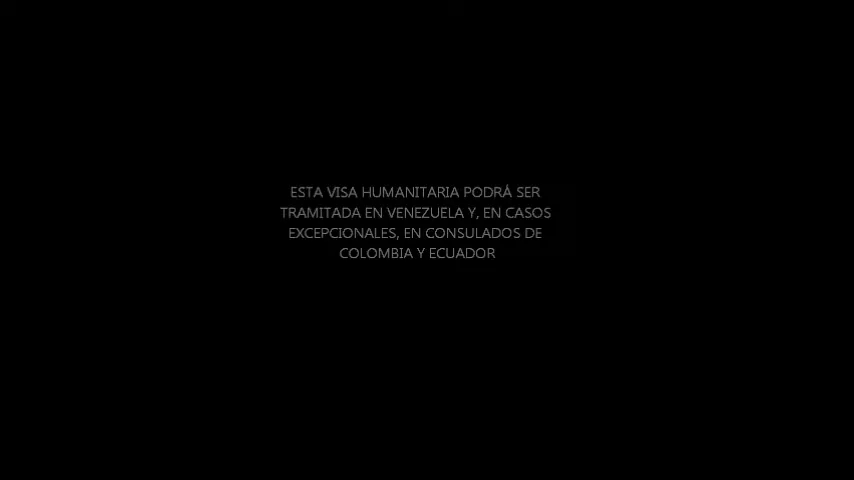 ESTA VISA HUMANITARIA PODRÁ SER
TRAMITADA EN VENEZUELA Y, EN CASOS
EXCEPCIONALES, EN CONSULADOS DE
COLOMBIA Y ECUADOR